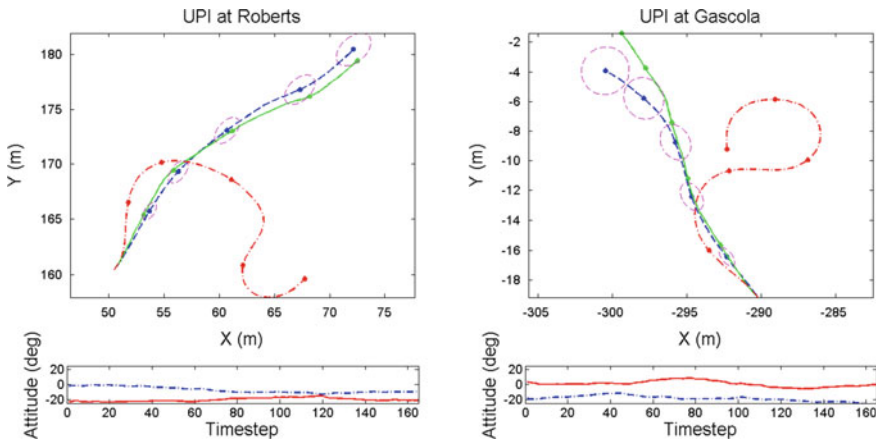 UPI at Roberts
180
175
170
165
160
Y (m)
50 55 60 65 70 75
X (m)
20
0
-20
Attitude (deg)
0 20 40 60 80 100 120 140 160
Timestep
UPI at Gascola
-2
-4
-6
-8
-10
-12
-14
-16
-18
Y (m)
-305 -300 -295 -290 -285
X (m)
20
0
-20
Attitude (deg)
0 20 40 60 80 100 120 140 160
Timestep